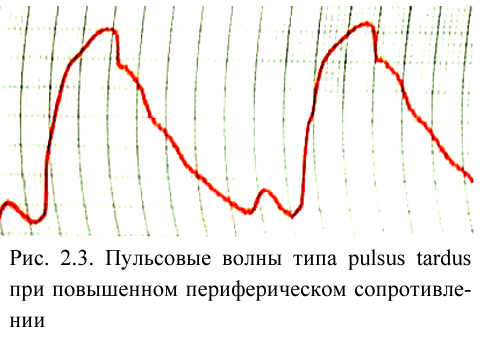 Рис. 2.3. Пульсовые волны типа pulsus tardus
при повышенном периферическом сопротивле-
нии